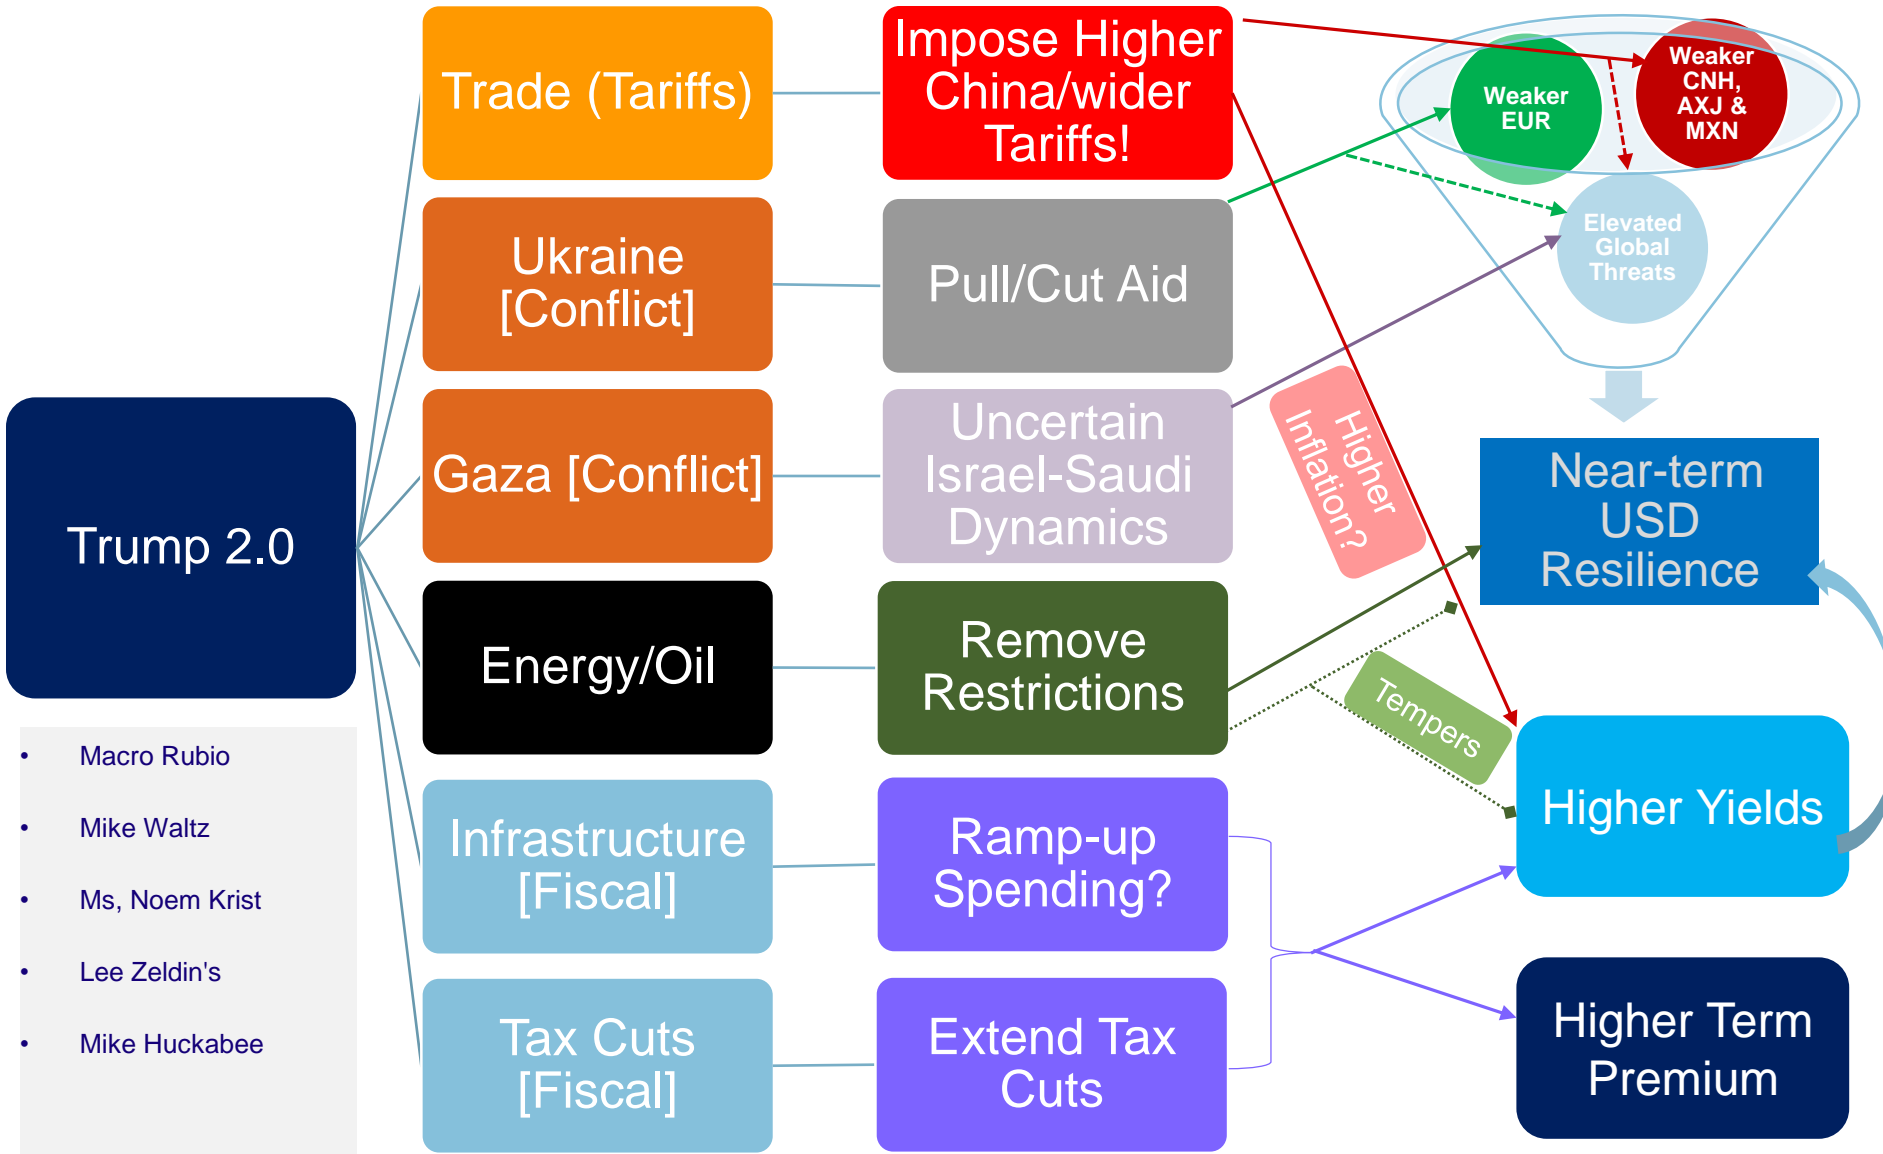 Trump 2.0
• Macro Rubio
• Mike Waltz
• Ms, Noem Krist
• Lee Zeldin's
• Mike Huckabee
Trade (Tariffs)
Ukraine
[Conflict]
Gaza [Conflict]
Energy/Oil
Infrastructure
[Fiscal]
Tax Cuts
[Fiscal]
Impose Higher
China/wider
Tariffs!
Pull/Cut Aid
Uncertain
Israel-Saudi
Dynamics
Remove
Restrictions
Ramp-up
Spending?
Extend Tax
Cuts
Higher
Inflation?
Tempers
Weaker
EUR
Weaker
CNH,
AXJ &
MXN
Elevated
Global
Threats
Near-term
USD
Resilience
Higher Yields
Higher Term
Premium